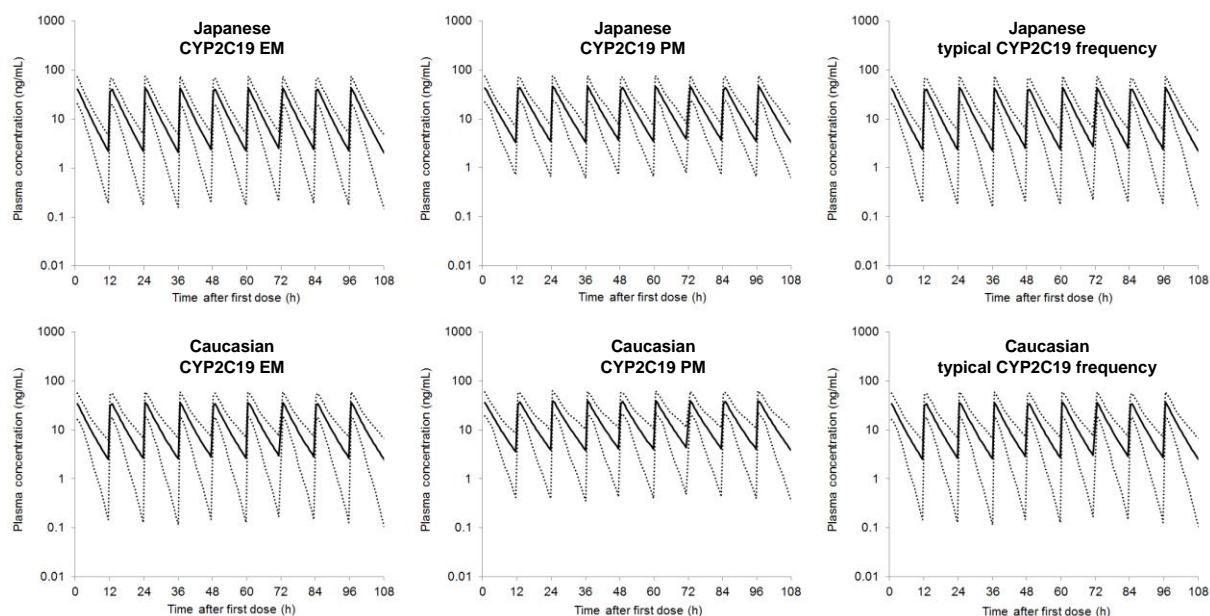 Japanese
CYP2C19 EM
Plasma concentration (ng/mL)
1000
100
10
1
0.1
0.01
0 12 24 36 48 60 72 84 96 108
Time after first dose (h)
Japanese
CYP2C19 PM
Plasma concentration (ng/mL)
1000
100
10
1
0.1
0.01
0 12 24 36 48 60 72 84 96 108
Time after first dose (h)
Japanese
typical CYP2C19 frequency
Plasma concentration (ng/mL)
1000
100
10
1
0.1
0.01
0 12 24 36 48 60 72 84 96 108
Time after first dose (h)
Caucasian
CYP2C19 EM
Plasma concentration (ng/mL)
1000
100
10
1
0.1
0.01
0 12 24 36 48 60 72 84 96 108
Time after first dose (h)
Caucasian
CYP2C19 PM
Plasma concentration (ng/mL)
1000
100
10
1
0.1
0.01
0 12 24 36 48 60 72 84 96 108
Time after first dose (h)
Caucasian
typical CYP2C19 frequency
Plasma concentration (ng/mL)
1000
100
10
1
0.1
0.01
0 12 24 36 48 60 72 84 96 108
Time after first dose (h)